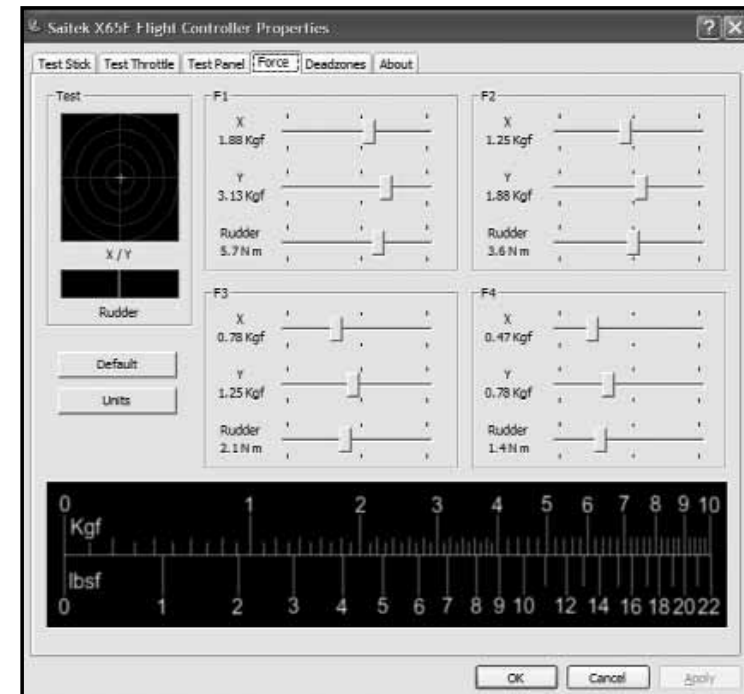 Saitek X65F Flight Controller Properties
Test Stick Test Throttle Test Panel Force Deadzones About
Test
X / Y
Rudder
Default
Units
F1
X
1.88 Kgf
Y
3.13 Kgf
Rudder
5.7 N m
F2
X
1.25 Kgf
Y
1.88 Kgf
Rudder
3.6 N m
F3
X
0.78 Kgf
Y
1.25 Kgf
Rudder
2.1 N m
F4
X
0.47 Kgf
Y
0.78 Kgf
Rudder
1.4 N m
0 1 2 3 4 5 6 7 8 9 10
Kgf
lbsf
0 1 2 3 4 5 6 7 8 9 10 12 14 16 18 20 22
OK Cancel Apply